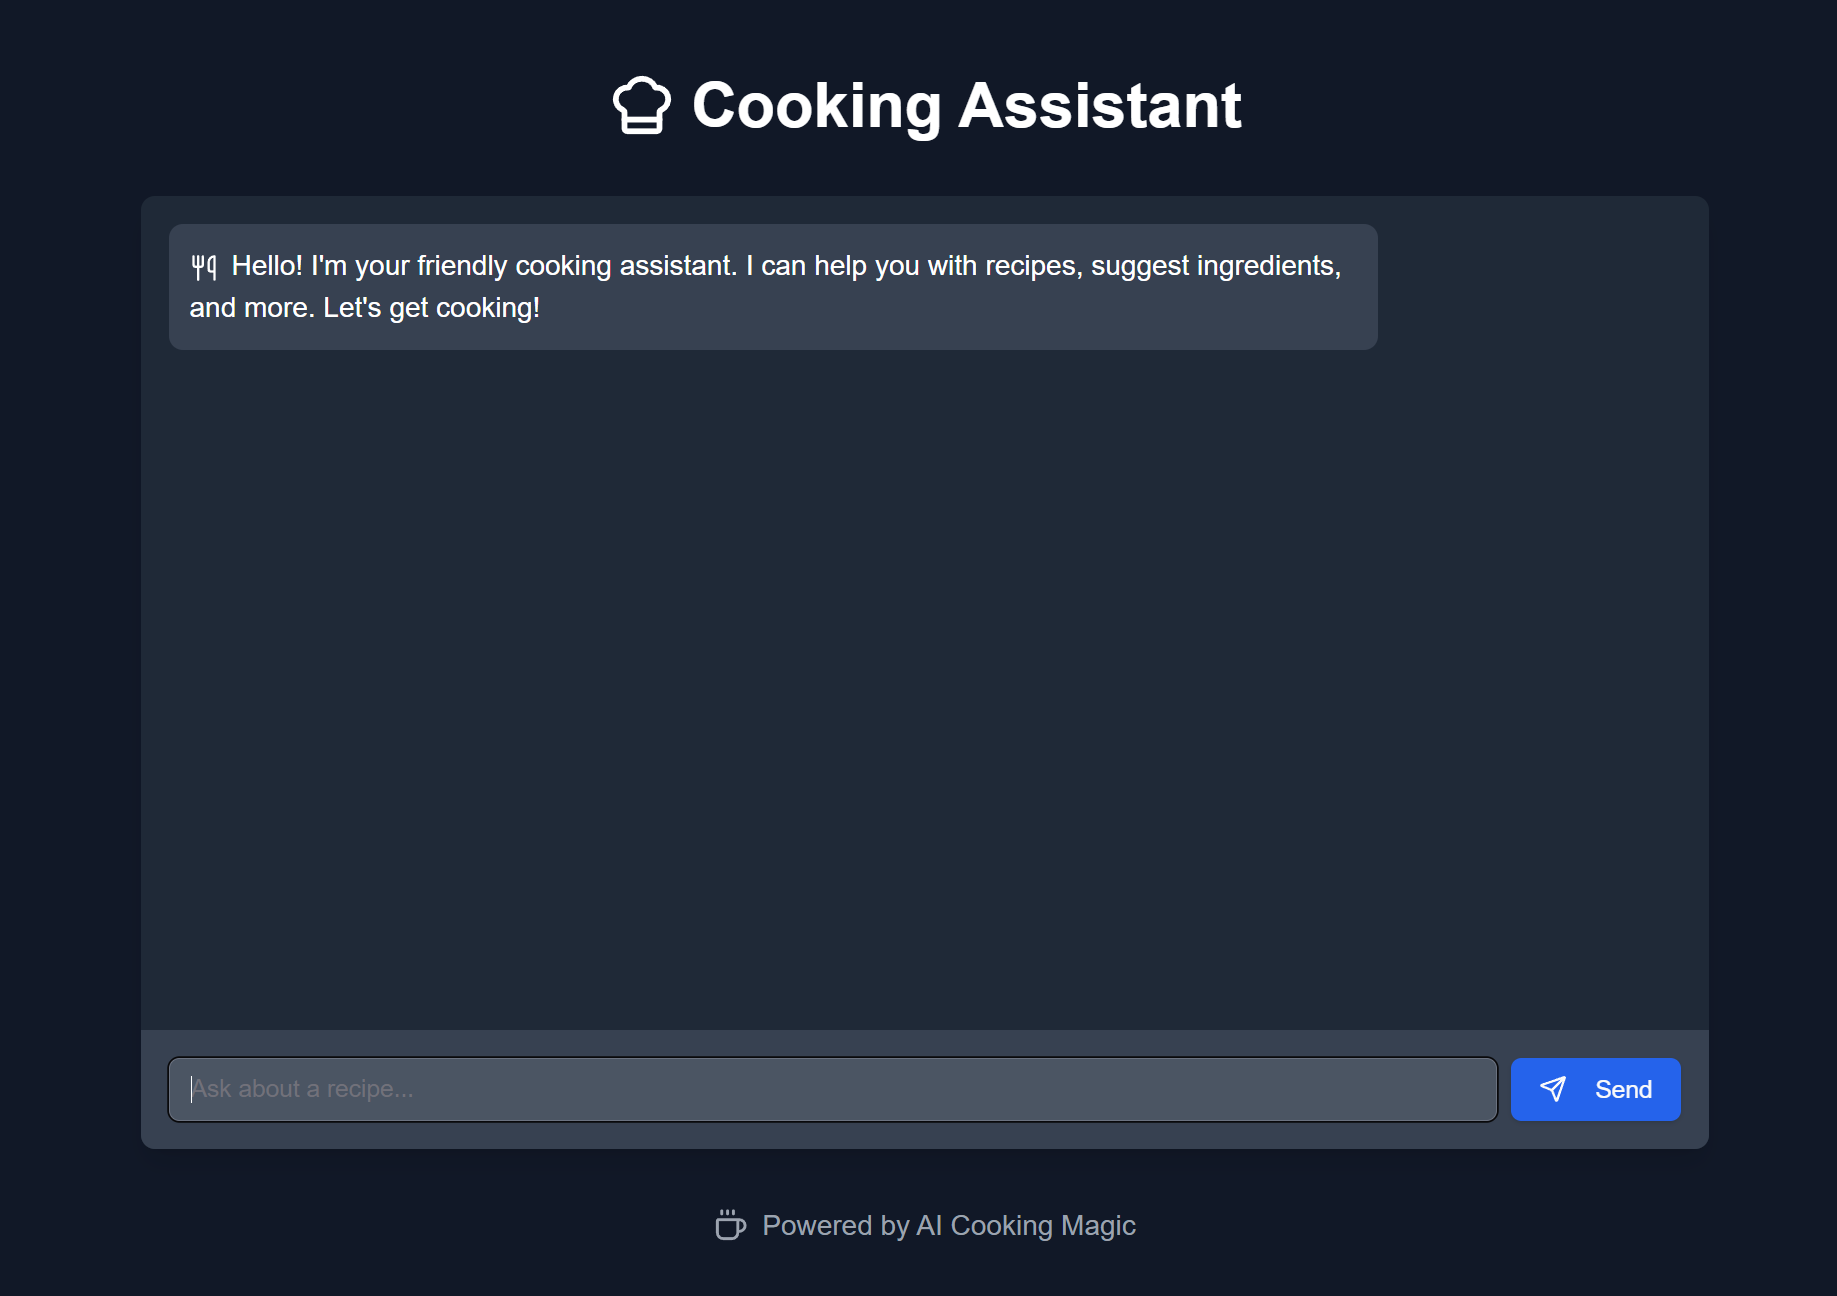 Cooking Assistant
Hello! I'm your friendly cooking assistant. I can help you with recipes, suggest ingredients,
and more. Let's get cooking!
Ask about a recipe...
Send
Powered by AI Cooking Magic